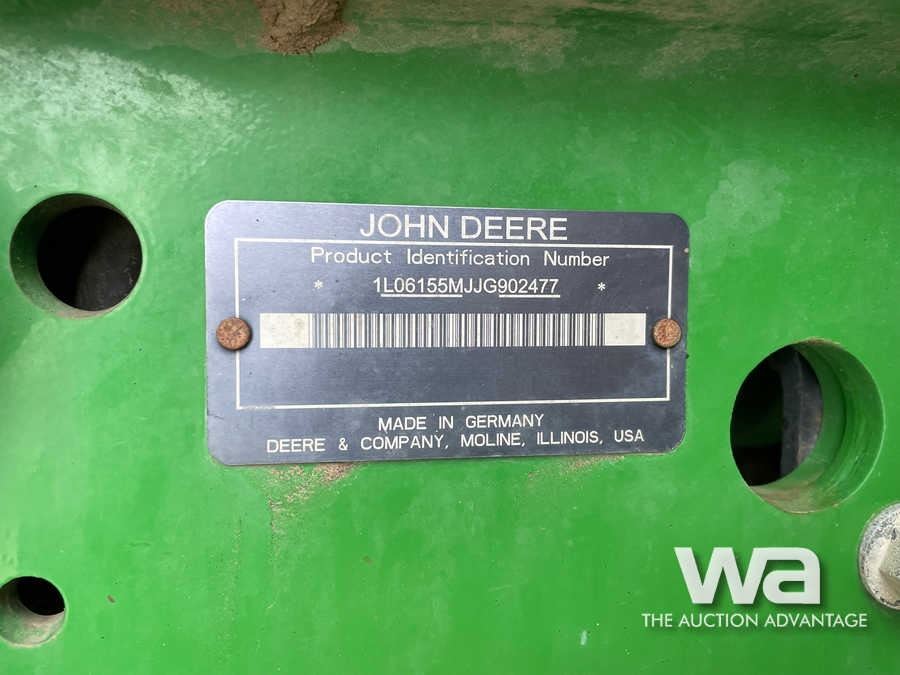 JOHN DEERE
Product Identification Number
* 1L06155MJJG902477 *
MADE IN GERMANY
DEERE & COMPANY, MOLINE, ILLINOIS, USA
wa
THE AUCTION ADVANTAGE